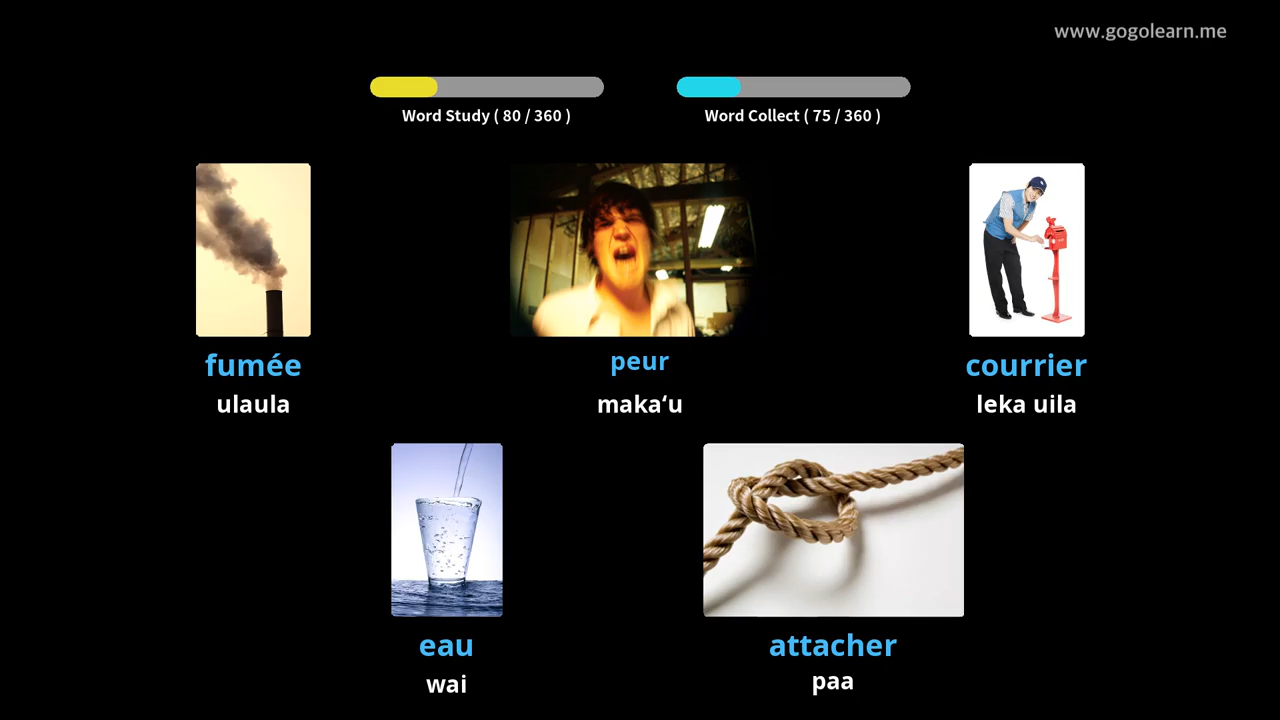 www.gogolearn.me
Word Study ( 80 / 360 )
Word Collect ( 75 / 360 )
fumée
ulaula
peur
makaʻu
courrier
leka uila
eau
wai
attacher
paa